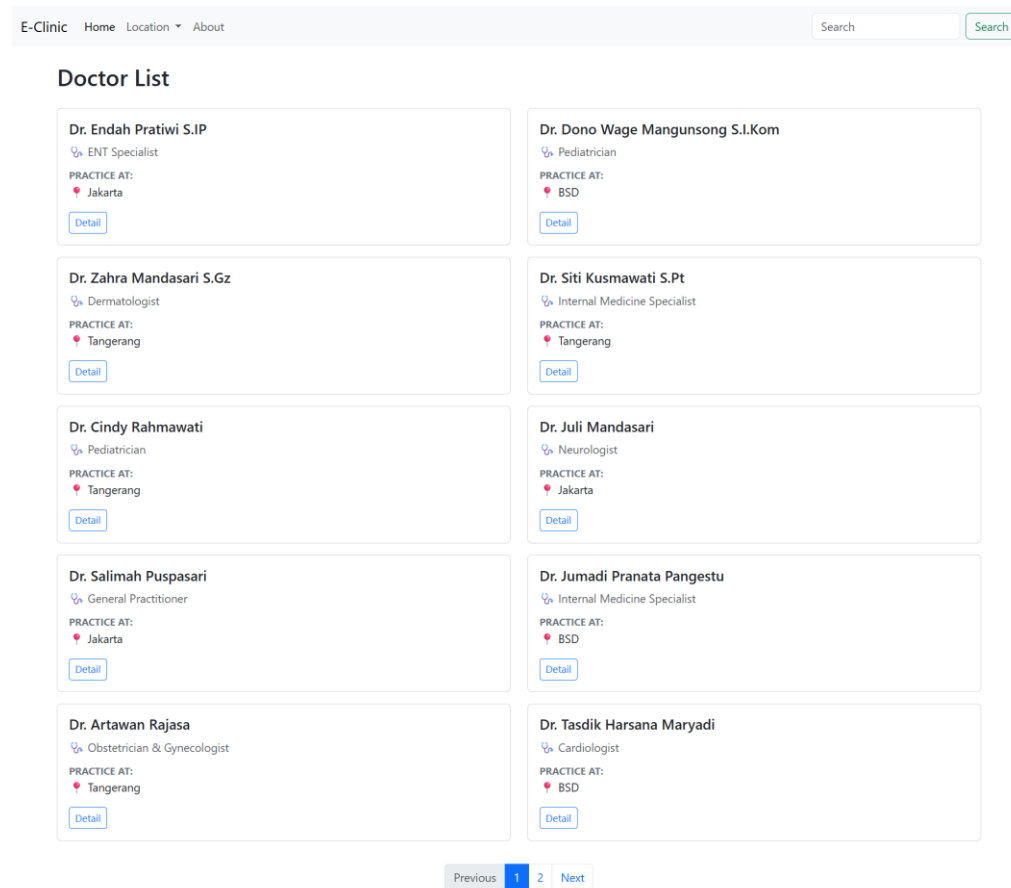 E-Clinic Home Location About Search Search
Doctor List
Dr. Endah Pratiwi S.IP
ENT Specialist
PRACTICE AT:
Jakarta
Detail
Dr. Dono Wage Mangunsong S.I.Kom
Pediatrician
PRACTICE AT:
BSD
Detail
Dr. Zahra Mandasari S.Gz
Dermatologist
PRACTICE AT:
Tangerang
Detail
Dr. Siti Kusmawati S.Pt
Internal Medicine Specialist
PRACTICE AT:
Tangerang
Detail
Dr. Cindy Rahmawati
Pediatrician
PRACTICE AT:
Tangerang
Detail
Dr. Juli Mandasari
Neurologist
PRACTICE AT:
Jakarta
Detail
Dr. Salimah Puspasari
General Practitioner
PRACTICE AT:
Jakarta
Detail
Dr. Jumadi Pranata Pangestu
Internal Medicine Specialist
PRACTICE AT:
BSD
Detail
Dr. Artawan Rajasa
Obstetrician & Gynecologist
PRACTICE AT:
Tangerang
Detail
Dr. Tasdik Harsana Maryadi
Cardiologist
PRACTICE AT:
BSD
Detail
Previous 1 2 Next